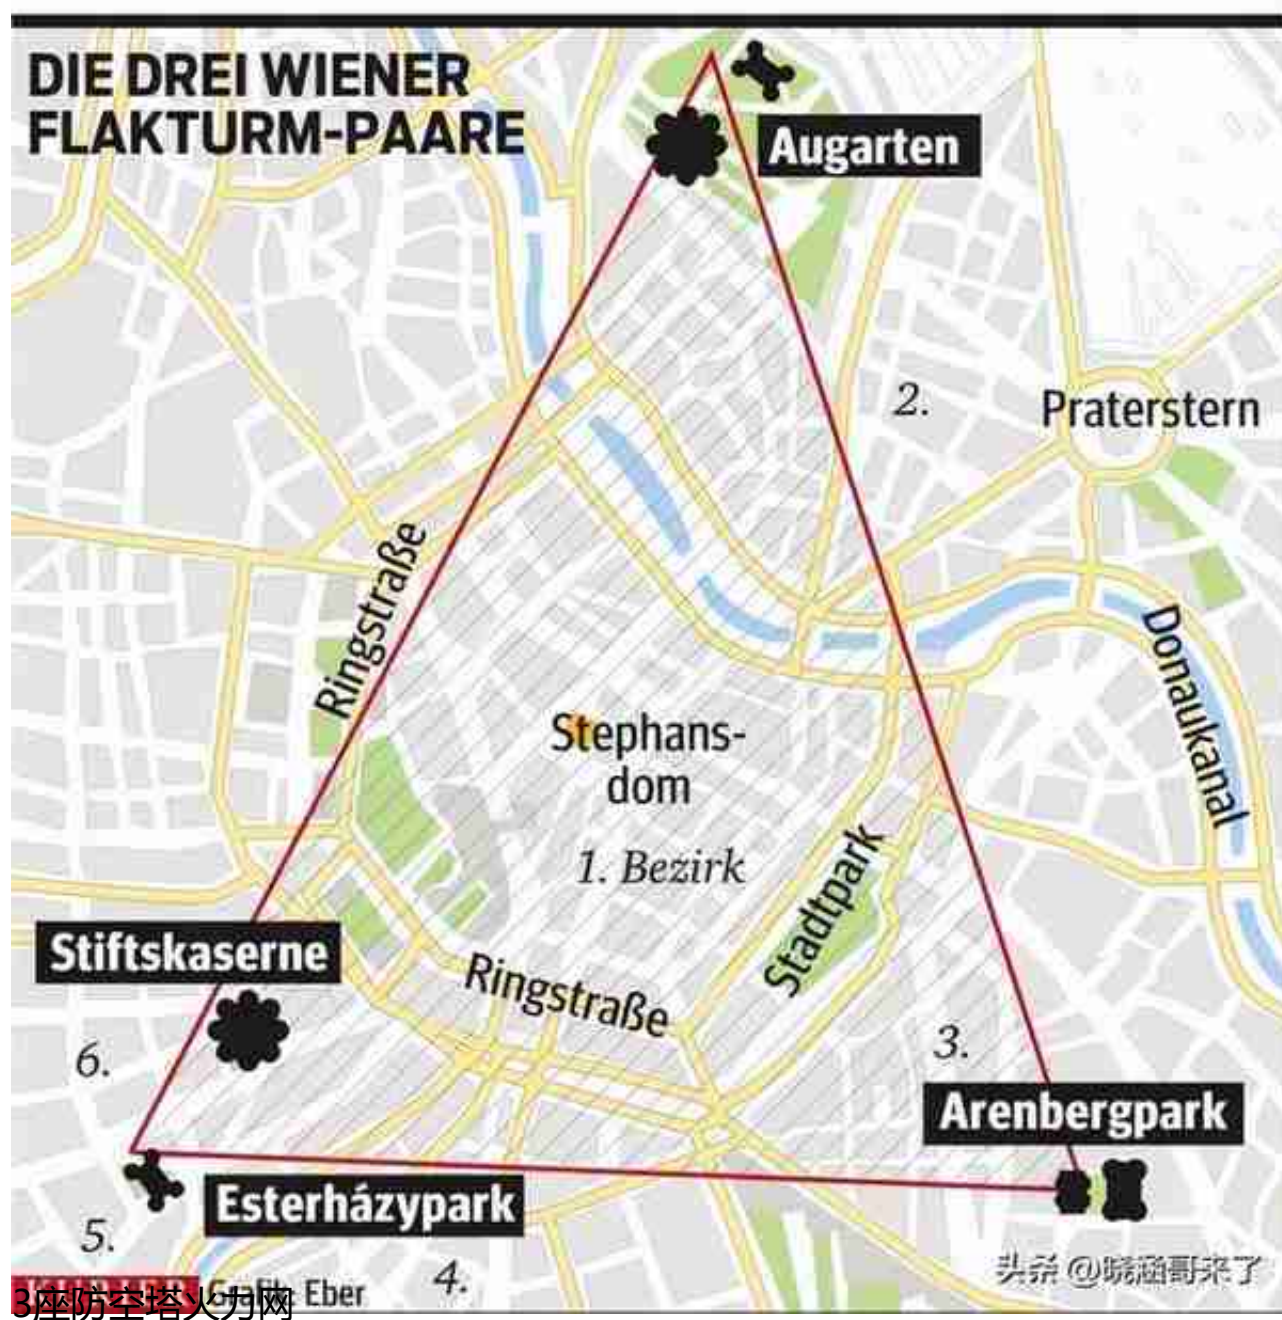 DIE DREI WIENER
FLAKTURM-PAARE
Augarten
2.
Praterstern
Ringstraße
Donaukanal
Stephans-
dom
1. Bezirk
Stadtpark
Stiftskaserne
Ringstraße
6.
3.
Arenbergpark
Esterházypark
5.
4.
头条 @晓涵哥来了
KURIER Grafik: Eber
3座防空塔火力网